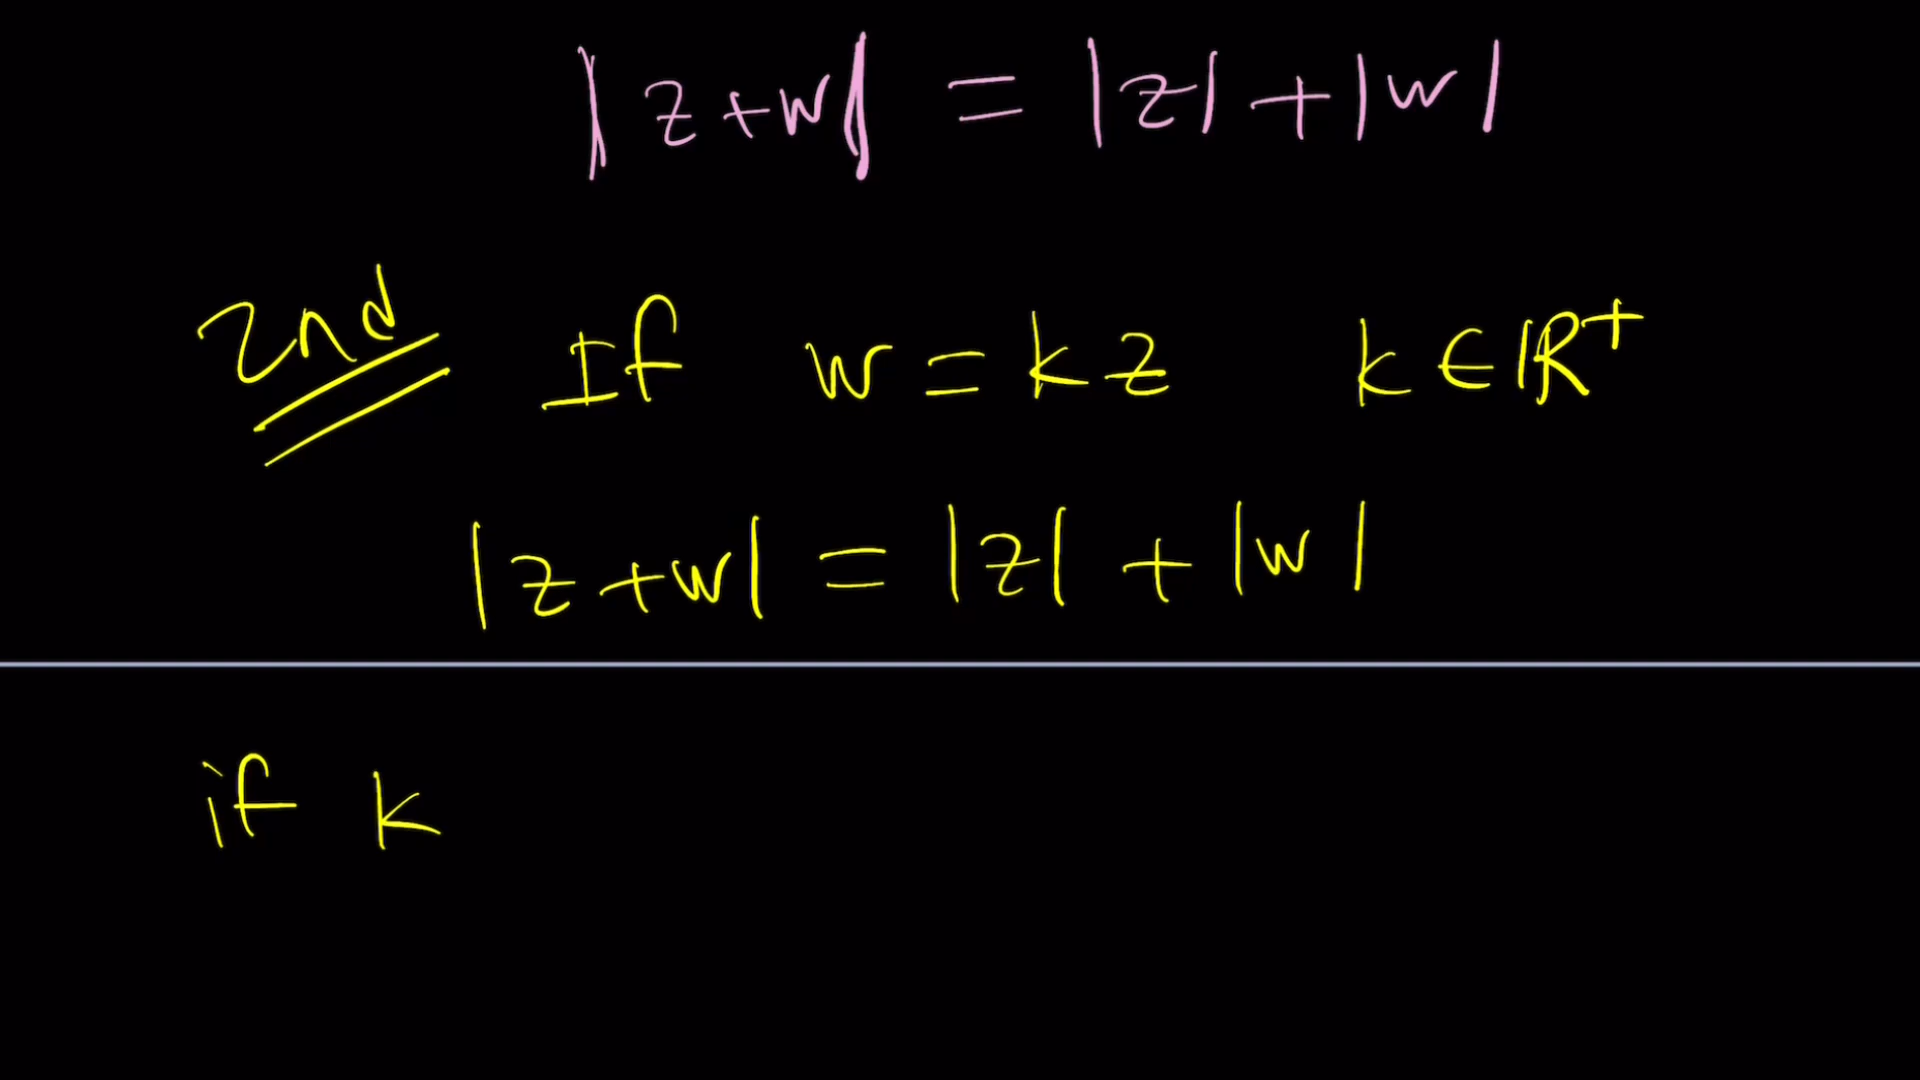 |z+w| = |z| + |w|
2nd If w = kz k ∈ ℝ⁺
|z+w| = |z| + |w|
if k